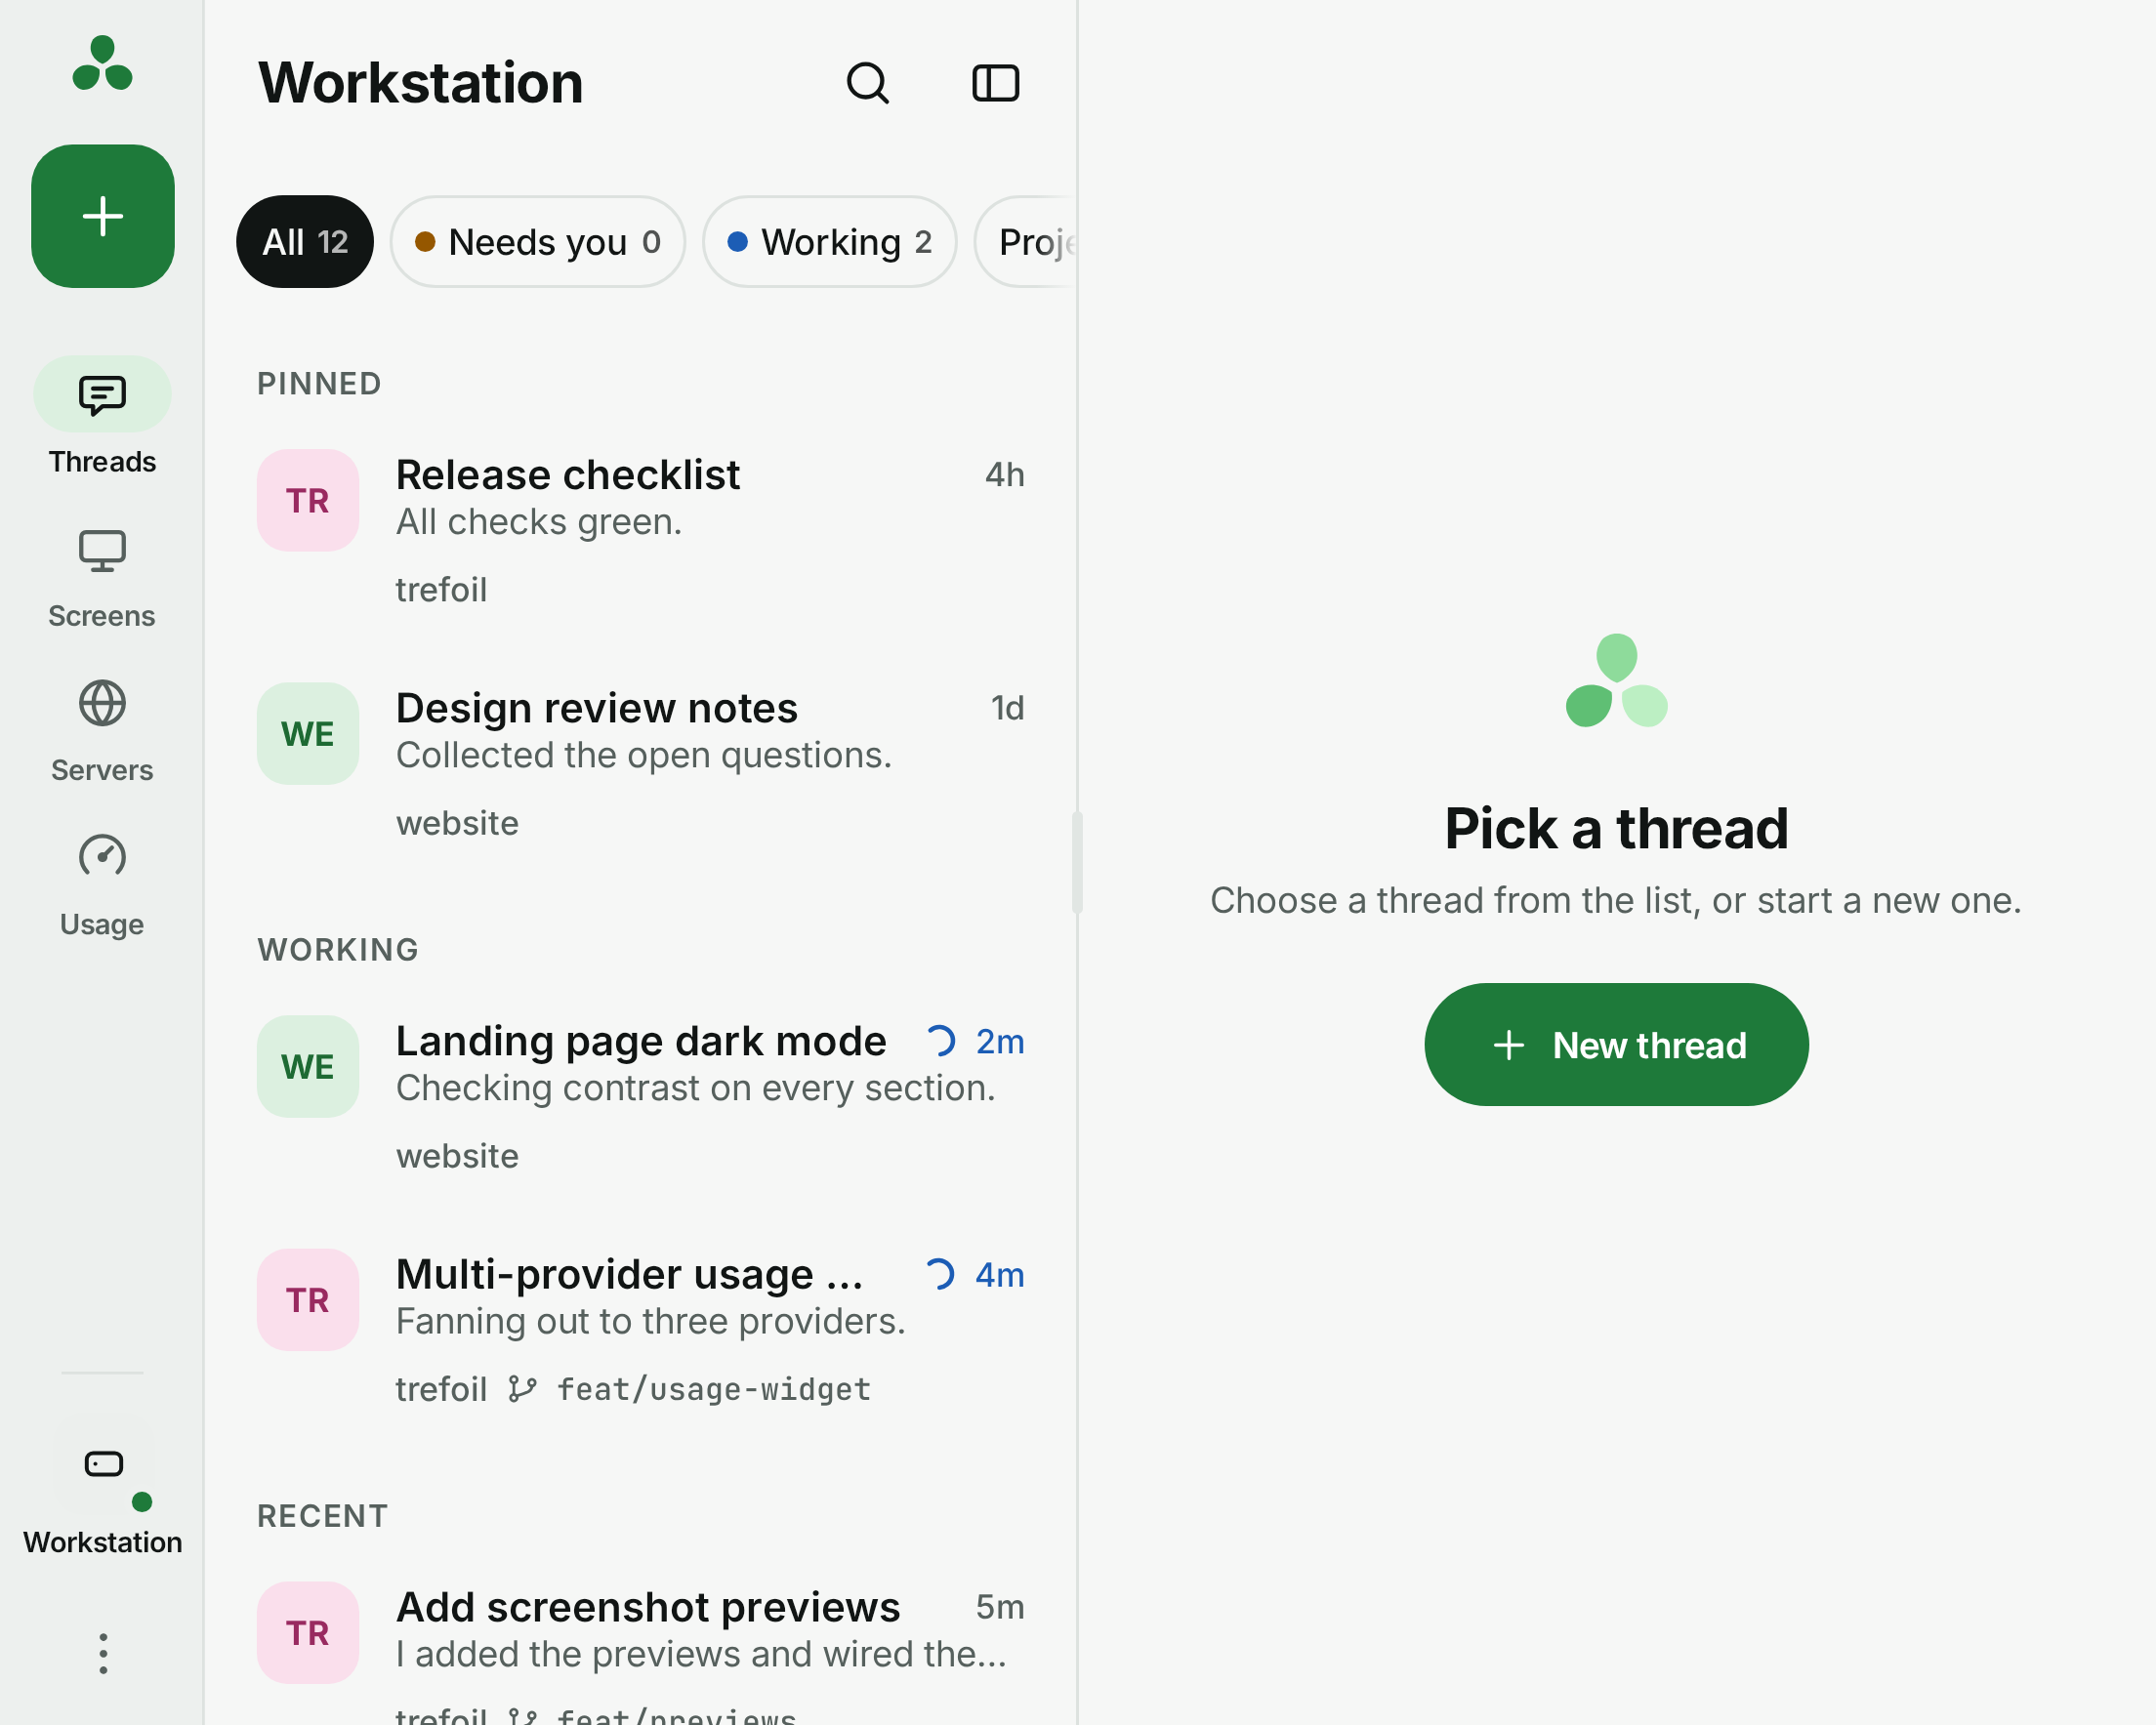 Workstation
All 12
Needs you 0
Working 2
Threads
Screens
Servers
Usage
Workstation
PINNED
TR
Release checklist
4h
All checks green.
trefoil
WE
Design review notes
1d
Collected the open questions.
website
WORKING
WE
Landing page dark mode
2m
Checking contrast on every section.
website
TR
Multi-provider usage ...
4m
Fanning out to three providers.
trefoil feat/usage-widget
RECENT
TR
Add screenshot previews
5m
I added the previews and wired the...
trefoil feat/previews
Pick a thread
Choose a thread from the list, or start a new one.
New thread